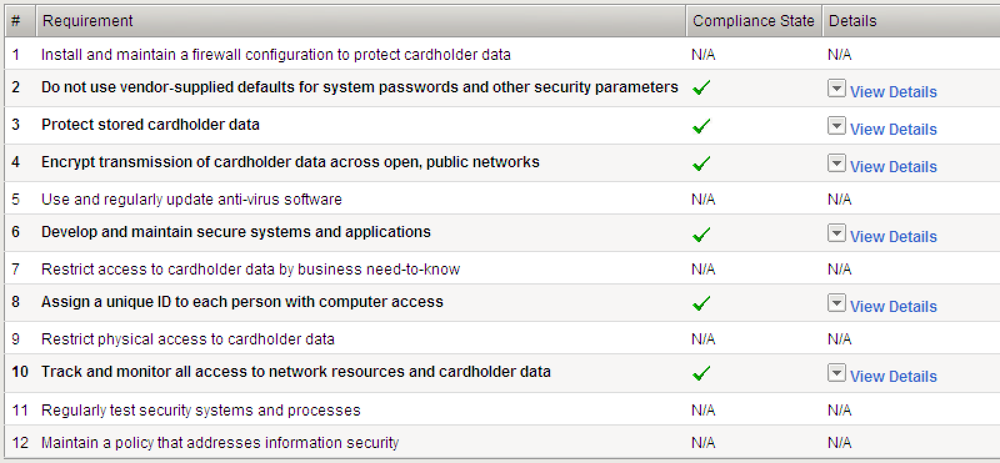 # Requirement Compliance State Details
1 Install and maintain a firewall configuration to protect cardholder data N/A N/A
2 Do not use vendor-supplied defaults for system passwords and other security parameters View Details
3 Protect stored cardholder data View Details
4 Encrypt transmission of cardholder data across open, public networks View Details
5 Use and regularly update anti-virus software N/A N/A
6 Develop and maintain secure systems and applications View Details
7 Restrict access to cardholder data by business need-to-know N/A N/A
8 Assign a unique ID to each person with computer access View Details
9 Restrict physical access to cardholder data N/A N/A
10 Track and monitor all access to network resources and cardholder data View Details
11 Regularly test security systems and processes N/A N/A
12 Maintain a policy that addresses information security N/A N/A